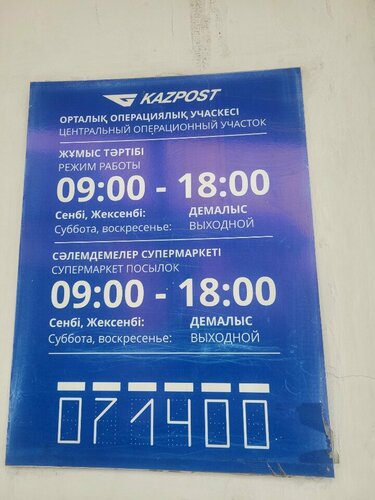 KAZPOST
ОРТАЛЫҚ ОПЕРАЦИЯЛЫҚ УЧАСКЕСІ
ЦЕНТРАЛЬНЫЙ ОПЕРАЦИОННЫЙ УЧАСТОК
ЖҰМЫС ТӘРТІБІ
РЕЖИМ РАБОТЫ
09:00 - 18:00
Сенбі, Жексенбі: ДЕМАЛЫС
Суббота, воскресенье: ВЫХОДНОЙ
СӘЛЕМДЕМЕЛЕР СУПЕРМАРКЕТІ
СУПЕРМАРКЕТ ПОСЫЛОК
09:00 - 18:00
Сенбі, Жексенбі: ДЕМАЛЫС
Суббота, воскресенье: ВЫХОДНОЙ
071400